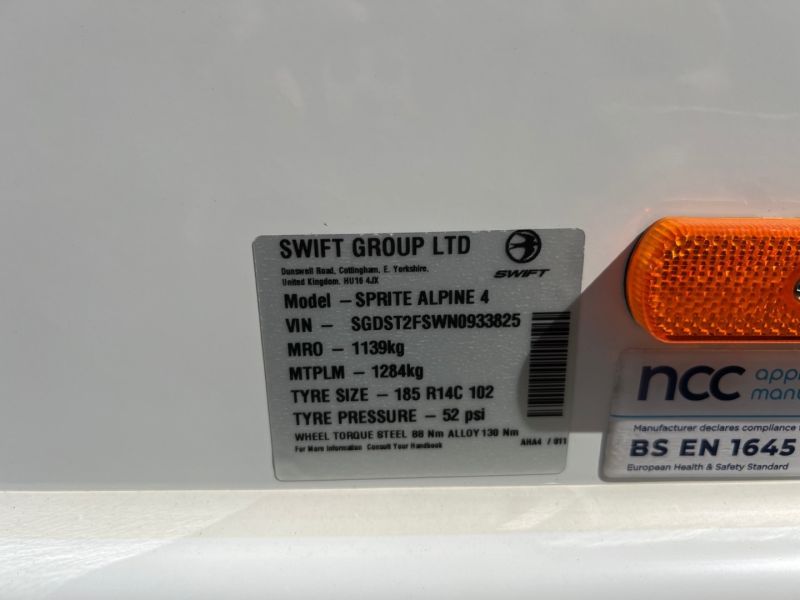 SWIFT GROUP LTD
SWIFT
Dunswell Road, Cottingham, E. Yorkshire,
United Kingdom, HU16 4JX
Model – SPRITE ALPINE 4
VIN – SGDST2FSWN0933825
MRO – 1139kg
MTPLM – 1284kg
TYRE SIZE – 185 R14C 102
TYRE PRESSURE – 52 psi
WHEEL TORQUE STEEL 88 Nm ALLOY 130 Nm
For More Information Consult Your Handbook
AHA4 / 011
ncc
Manufacturer declares compliance
BS EN 1645
European Health & Safety Standard